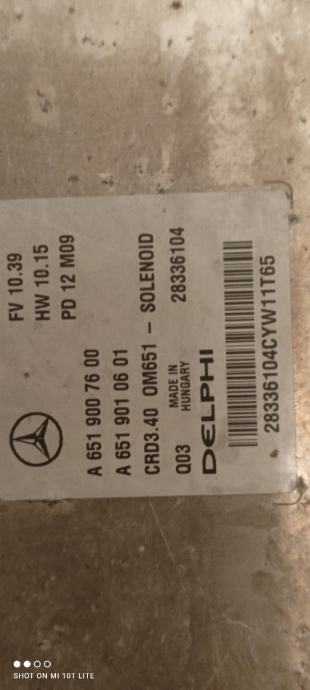 FV 10.39
HW 10.15
PD 12 M09
A 651 900 76 00
A 651 901 06 01
CRD3.40 OM651 – SOLENOID
Q03 MADE IN HUNGARY 28336104
DELPHI
28336104CYW11T65
SHOT ON MI 10T LITE